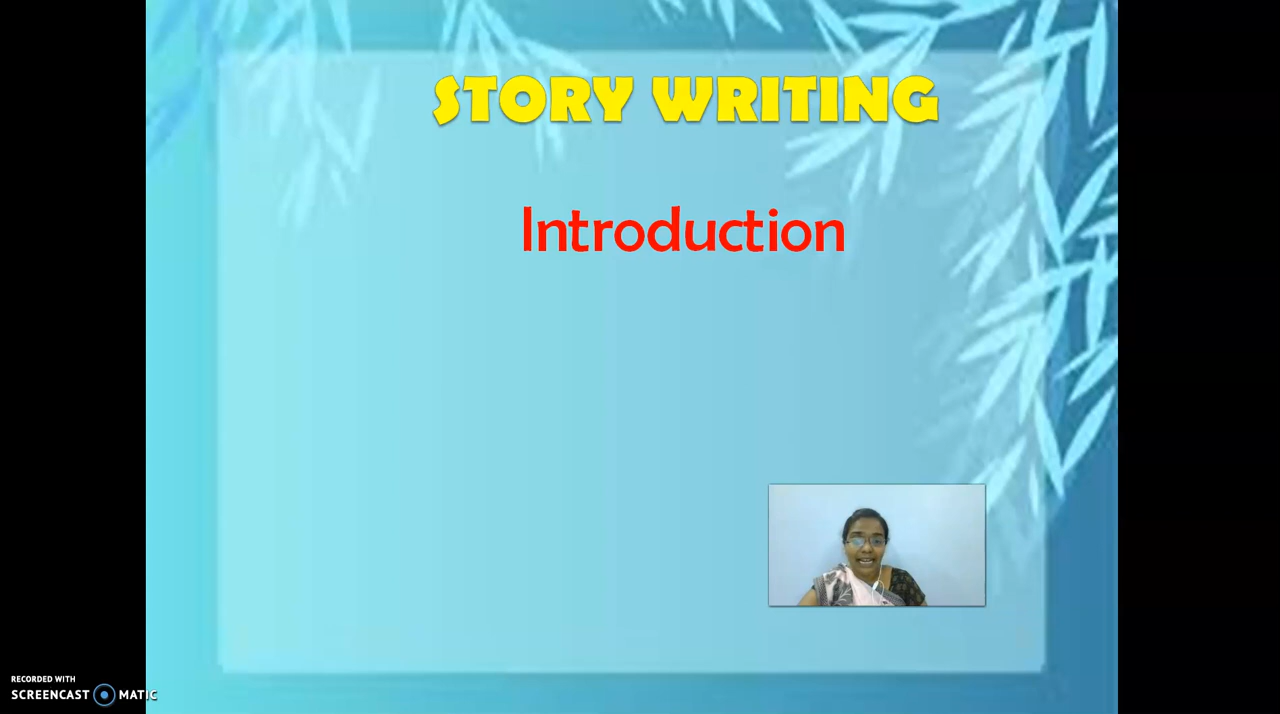 STORY WRITING
Introduction
RECORDED WITH
SCREENCAST MATIC